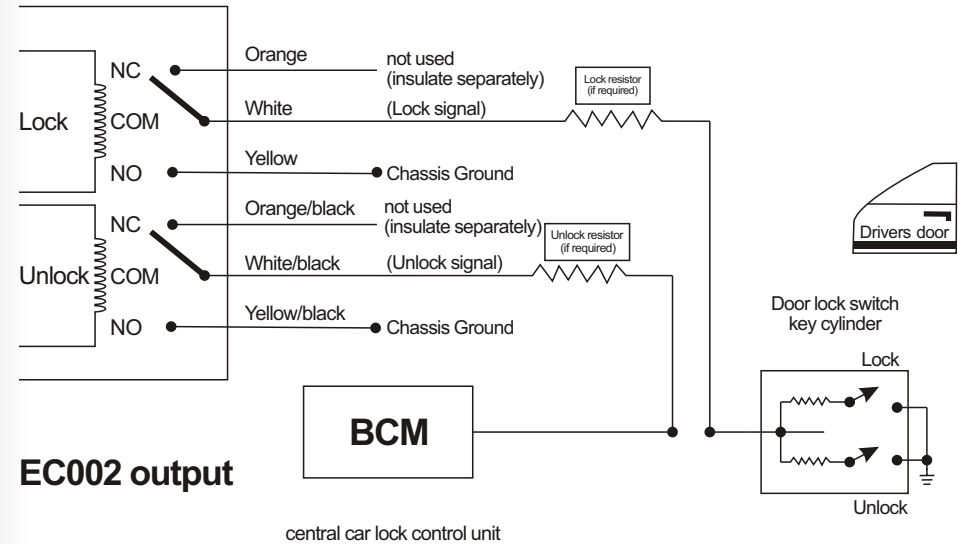 Orange
not used
(insulate separately)
NC
Lock resistor
(if required)
White
(Lock signal)
Lock
COM
Yellow
NO
Chassis Ground
Orange/black
not used
(insulate separately)
NC
Unlock resistor
(if required)
Drivers door
White/black
(Unlock signal)
Unlock
COM
Yellow/black
NO
Chassis Ground
Door lock switch
key cylinder
Lock
BCM
EC002 output
Unlock
central car lock control unit